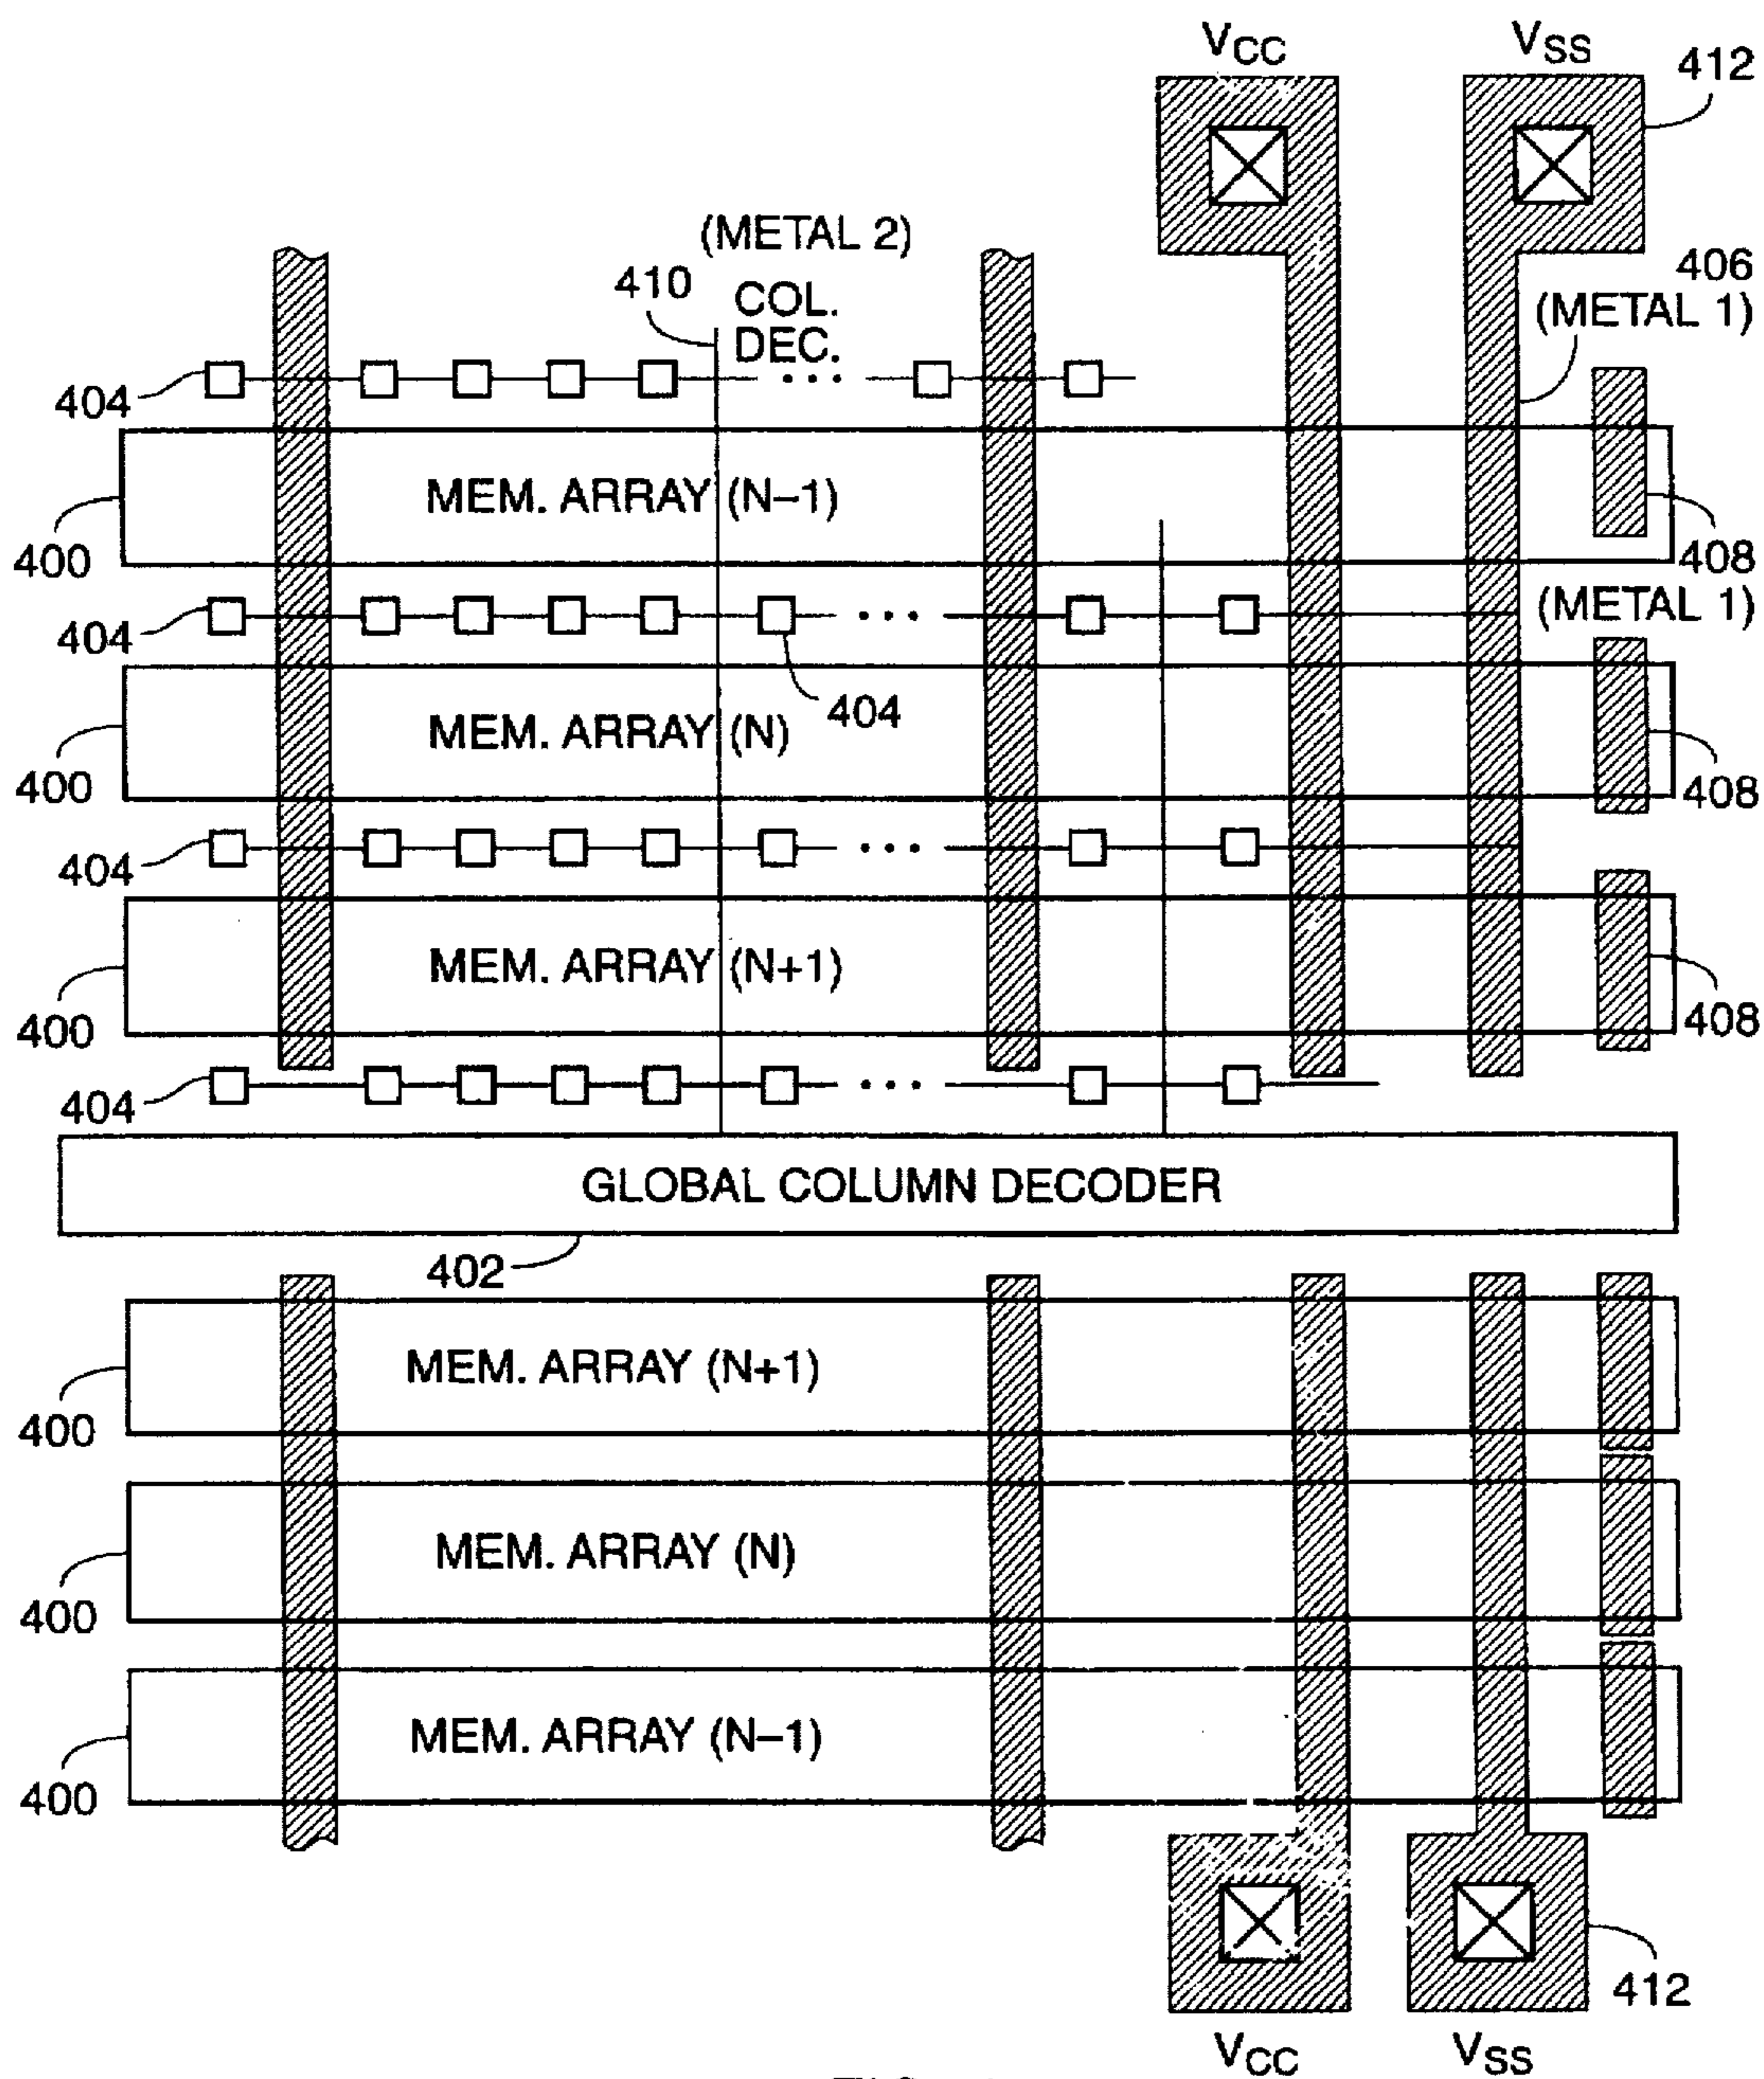 VCC
VSS
412
(METAL 2)
406
410
COL.
DEC.
(METAL 1)
404
MEM. ARRAY (N–1)
400
408
404
(METAL 1)
MEM. ARRAY (N)
404
400
408
404
MEM. ARRAY (N+1)
400
408
404
GLOBAL COLUMN DECODER
402
MEM. ARRAY (N+1)
400
MEM. ARRAY (N)
400
MEM. ARRAY (N–1)
400
412
VCC
VSS